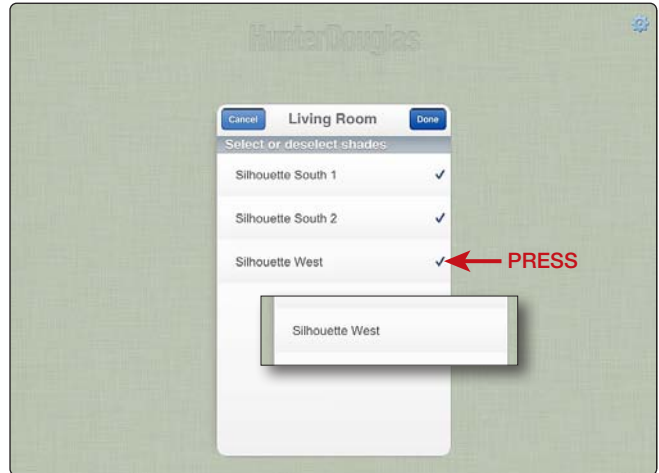 HunterDouglas
Cancel Living Room Done
Select or deselect shades
Silhouette South 1
Silhouette South 2
Silhouette West
PRESS
Silhouette West